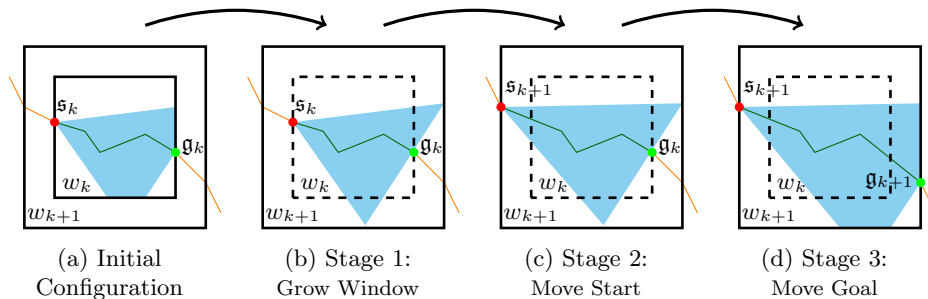 𝔰ₖ
𝔤ₖ
wₖ
wₖ₊₁
(a) Initial
Configuration
𝔰ₖ
𝔤ₖ
wₖ
wₖ₊₁
(b) Stage 1:
Grow Window
𝔰ₖ₊₁
𝔤ₖ
wₖ
wₖ₊₁
(c) Stage 2:
Move Start
𝔰ₖ₊₁
wₖ
𝔤ₖ₊₁
wₖ₊₁
(d) Stage 3:
Move Goal